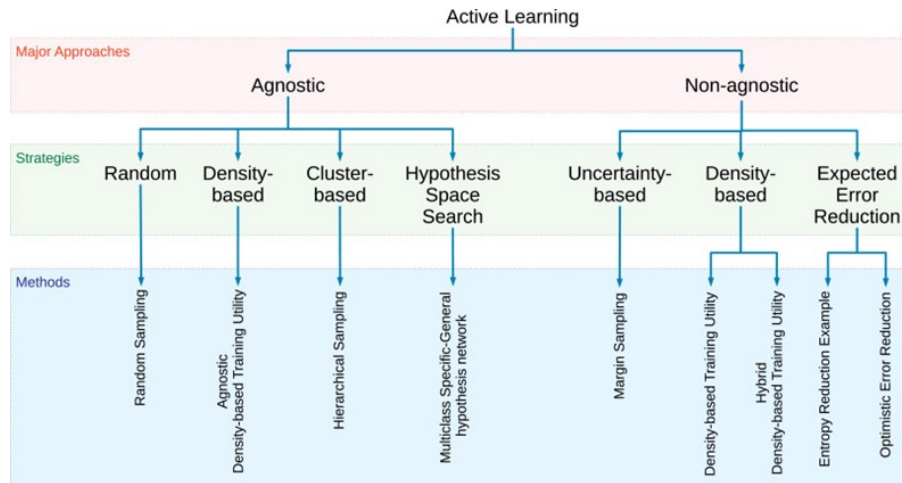 Active Learning
Major Approaches
Agnostic
Non-agnostic
Strategies
Random
Density-
based
Cluster-
based
Hypothesis
Space
Search
Uncertainty-
based
Density-
based
Expected
Error
Reduction
Methods
Random Sampling
Agnostic
Density-based Training Utility
Hierarchical Sampling
Multiclass Specific-General
hypothesis network
Margin Sampling
Density-based Training Utility
Hybrid
Density-based Training Utility
Entropy Reduction Example
Optimistic Error Reduction